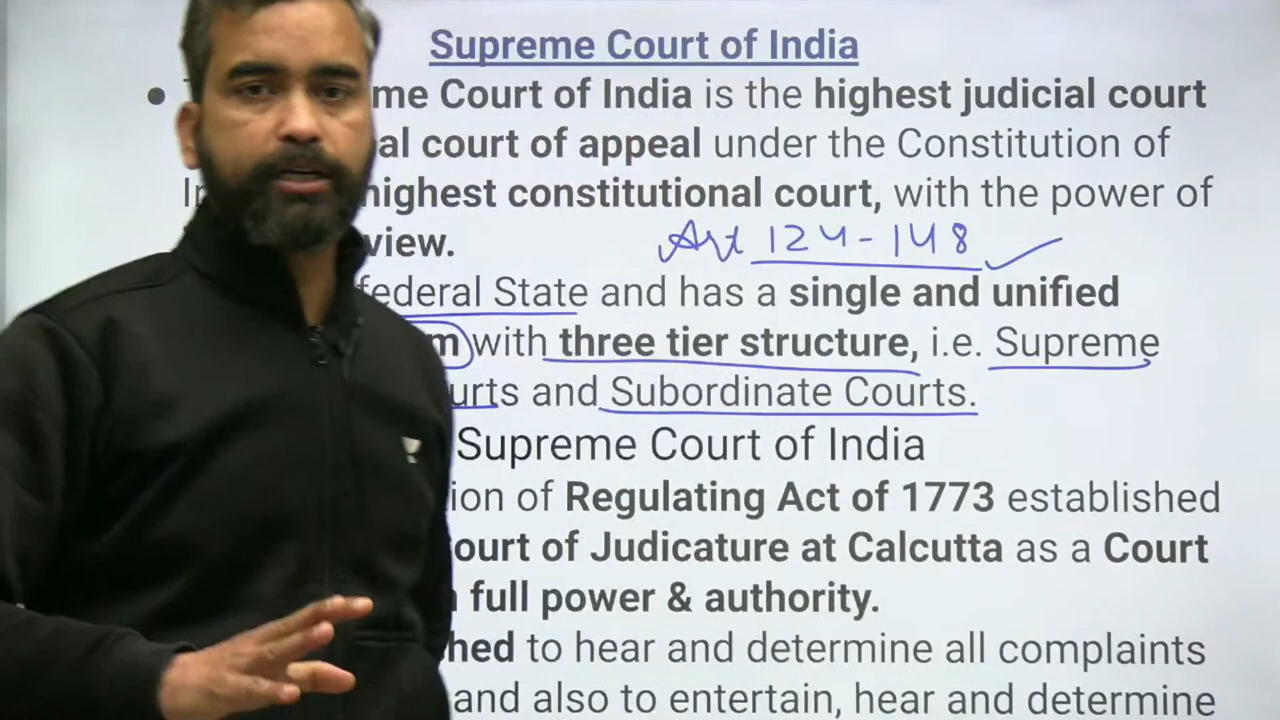 Supreme Court of India
me Court of India is the highest judicial court
al court of appeal under the Constitution of
highest constitutional court, with the power of
view.
Art 124-148
federal State and has a single and unified
m with three tier structure, i.e. Supreme
urts and Subordinate Courts.
Supreme Court of India
ion of Regulating Act of 1773 established
ourt of Judicature at Calcutta as a Court
full power & authority.
hed to hear and determine all complaints
and also to entertain, hear and determine